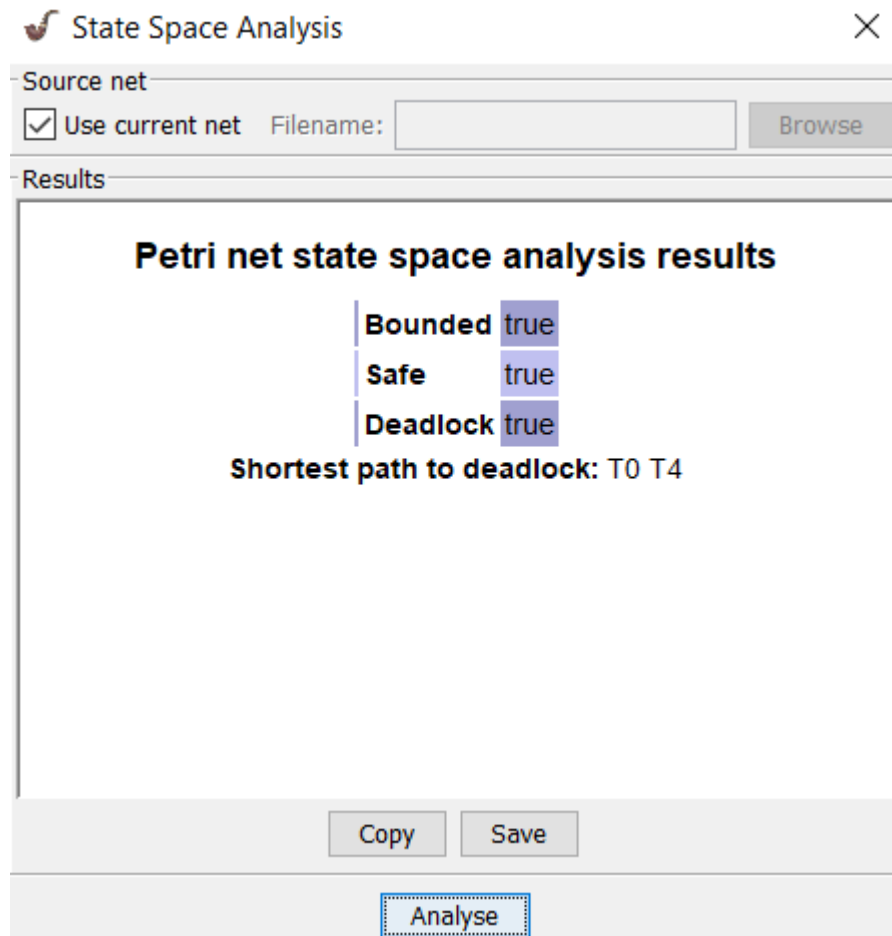 State Space Analysis
Source net
Use current net Filename: Browse
Results
Petri net state space analysis results
Bounded true
Safe true
Deadlock true
Shortest path to deadlock: T0 T4
Copy Save
Analyse